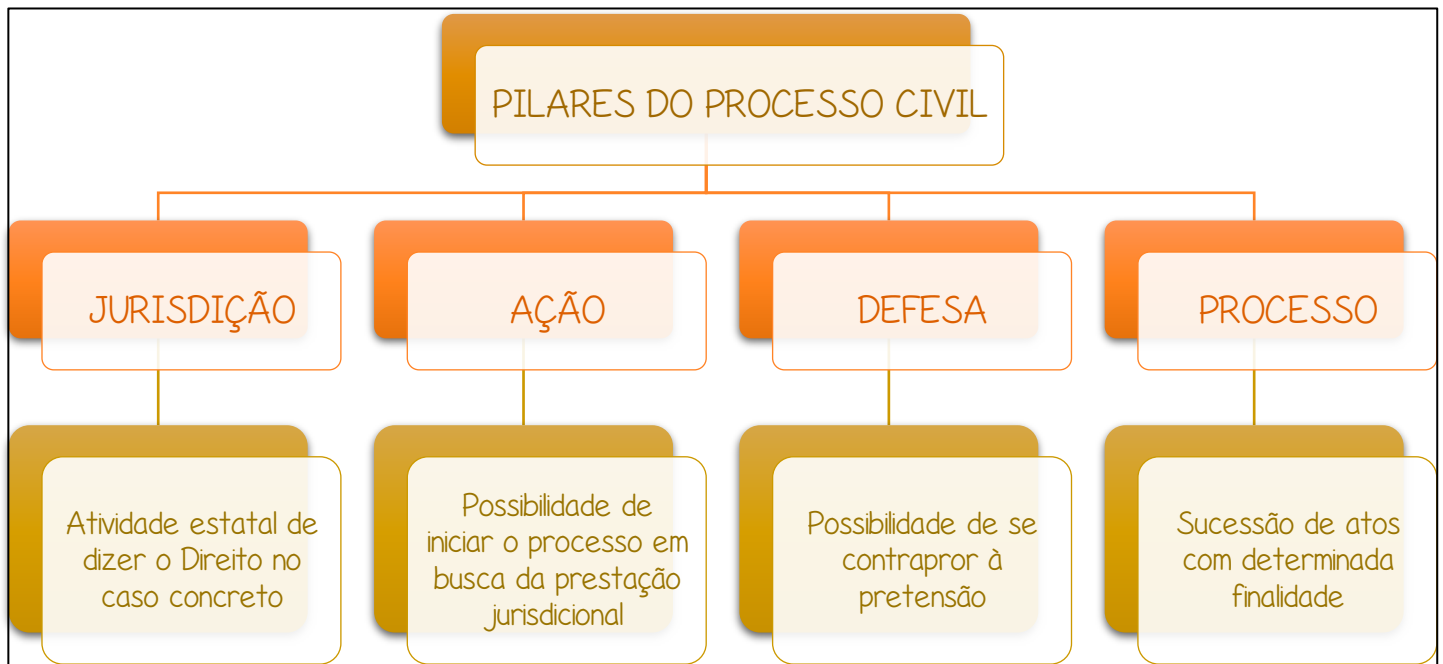 PILARES DO PROCESSO CIVIL
JURISDIÇÃO
AÇÃO
DEFESA
PROCESSO
Atividade estatal de
dizer o Direito no
caso concreto
Possibilidade de
iniciar o processo em
busca da prestação
jurisdicional
Possibilidade de se
contrapror à
pretensão
Sucessão de atos
com determinada
finalidade